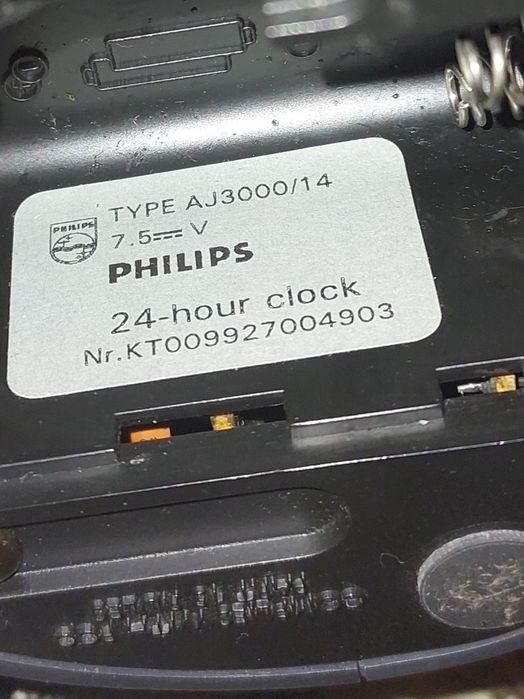 PHILIPS
TYPE AJ3000/14
7.5⎓ V
PHILIPS
24-hour clock
Nr.KT009927004903